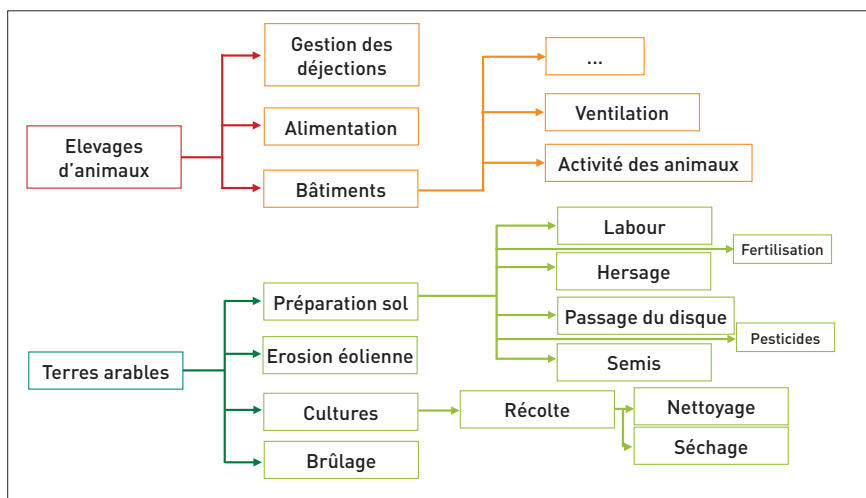 Gestion des
déjections
...
Elevages
d'animaux
Alimentation
Ventilation
Bâtiments
Activité des animaux
Labour
Fertilisation
Hersage
Préparation sol
Passage du disque
Pesticides
Erosion éolienne
Semis
Terres arables
Cultures
Récolte
Nettoyage
Séchage
Brûlage